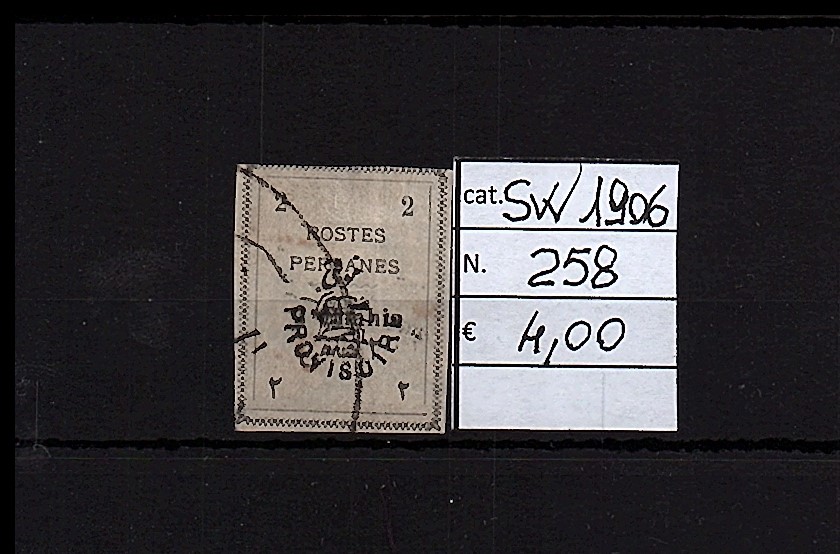 2 2
POSTES
PERSANES
PROVISOIRE
۲ ۲
cat. SW 1906
N. 258
€ 4,00